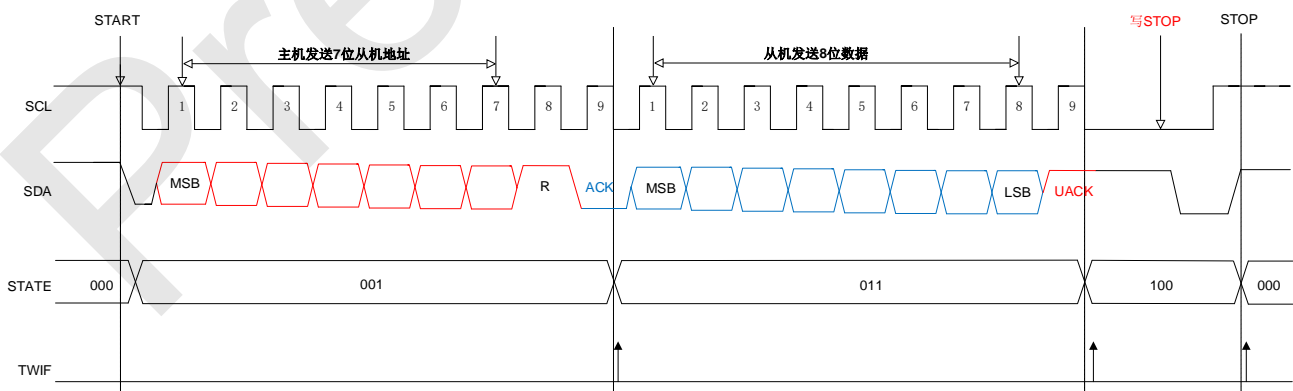 START
写STOP
STOP
主机发送7位从机地址
从机发送8位数据
SCL
1 2 3 4 5 6 7 8 9 1 2 3 4 5 6 7 8 9
SDA
MSB R ACK MSB LSB UACK
STATE
000 001 011 100 000
TWIF
Pre